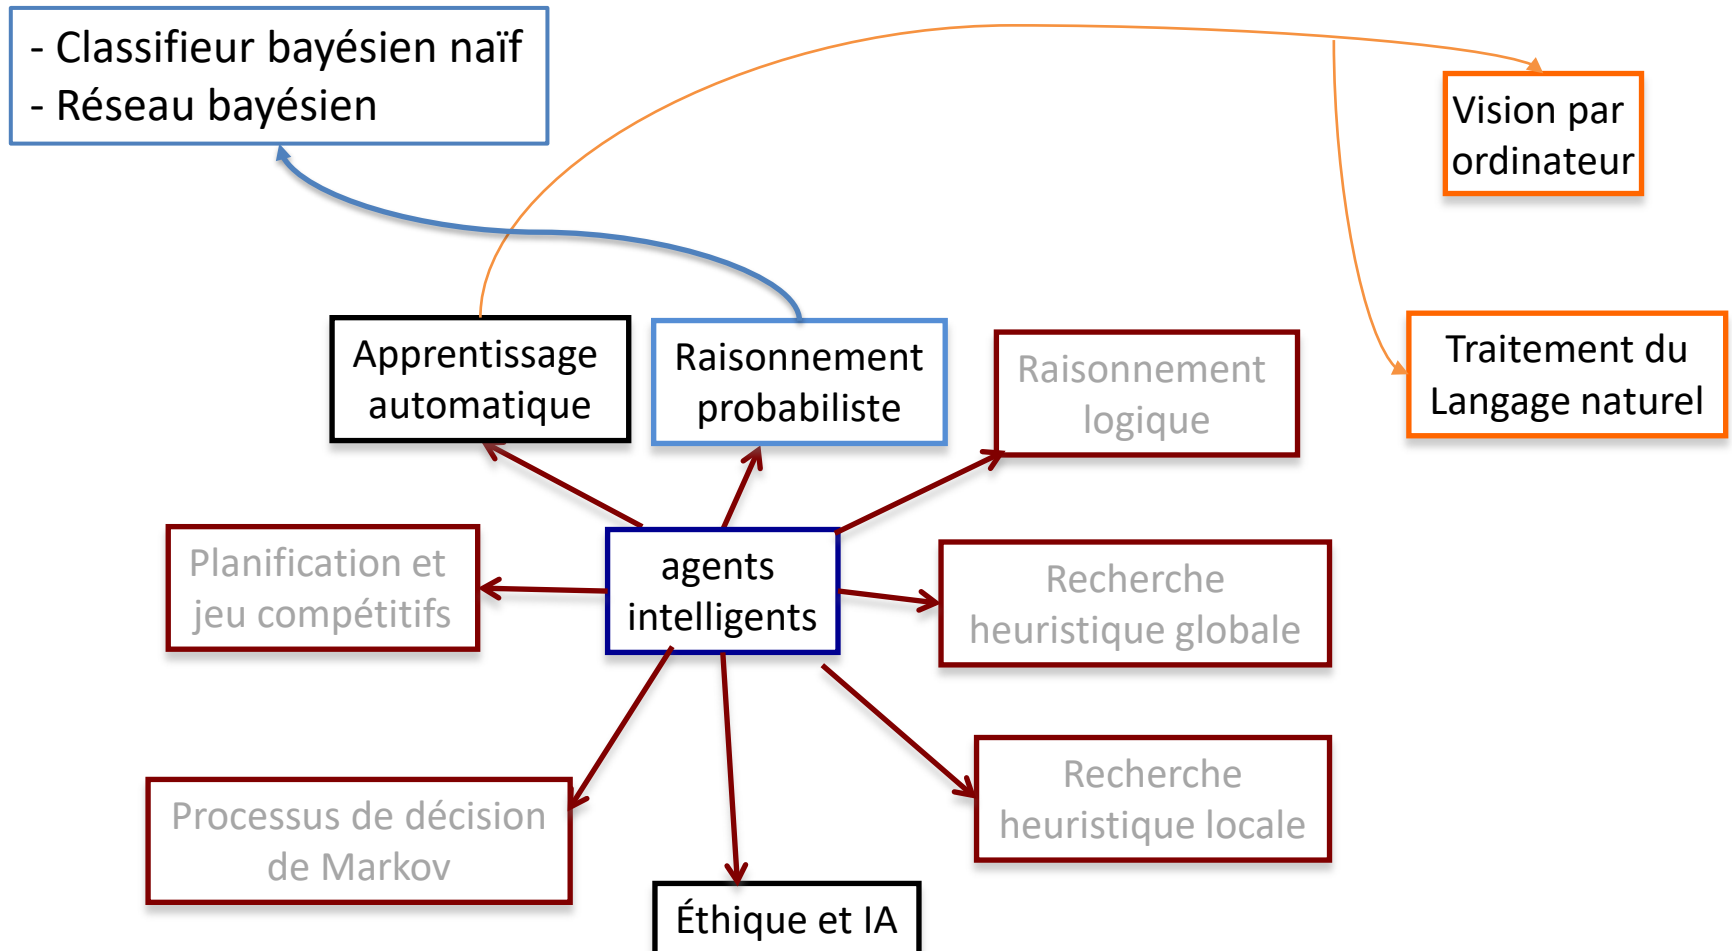 - Classifieur bayésien naïf
- Réseau bayésien
Vision par
ordinateur
Apprentissage
automatique
Raisonnement
probabiliste
Raisonnement
logique
Traitement du
Langage naturel
Planification et
jeu compétitifs
agents
intelligents
Recherche
heuristique globale
Processus de décision
de Markov
Recherche
heuristique locale
Éthique et IA